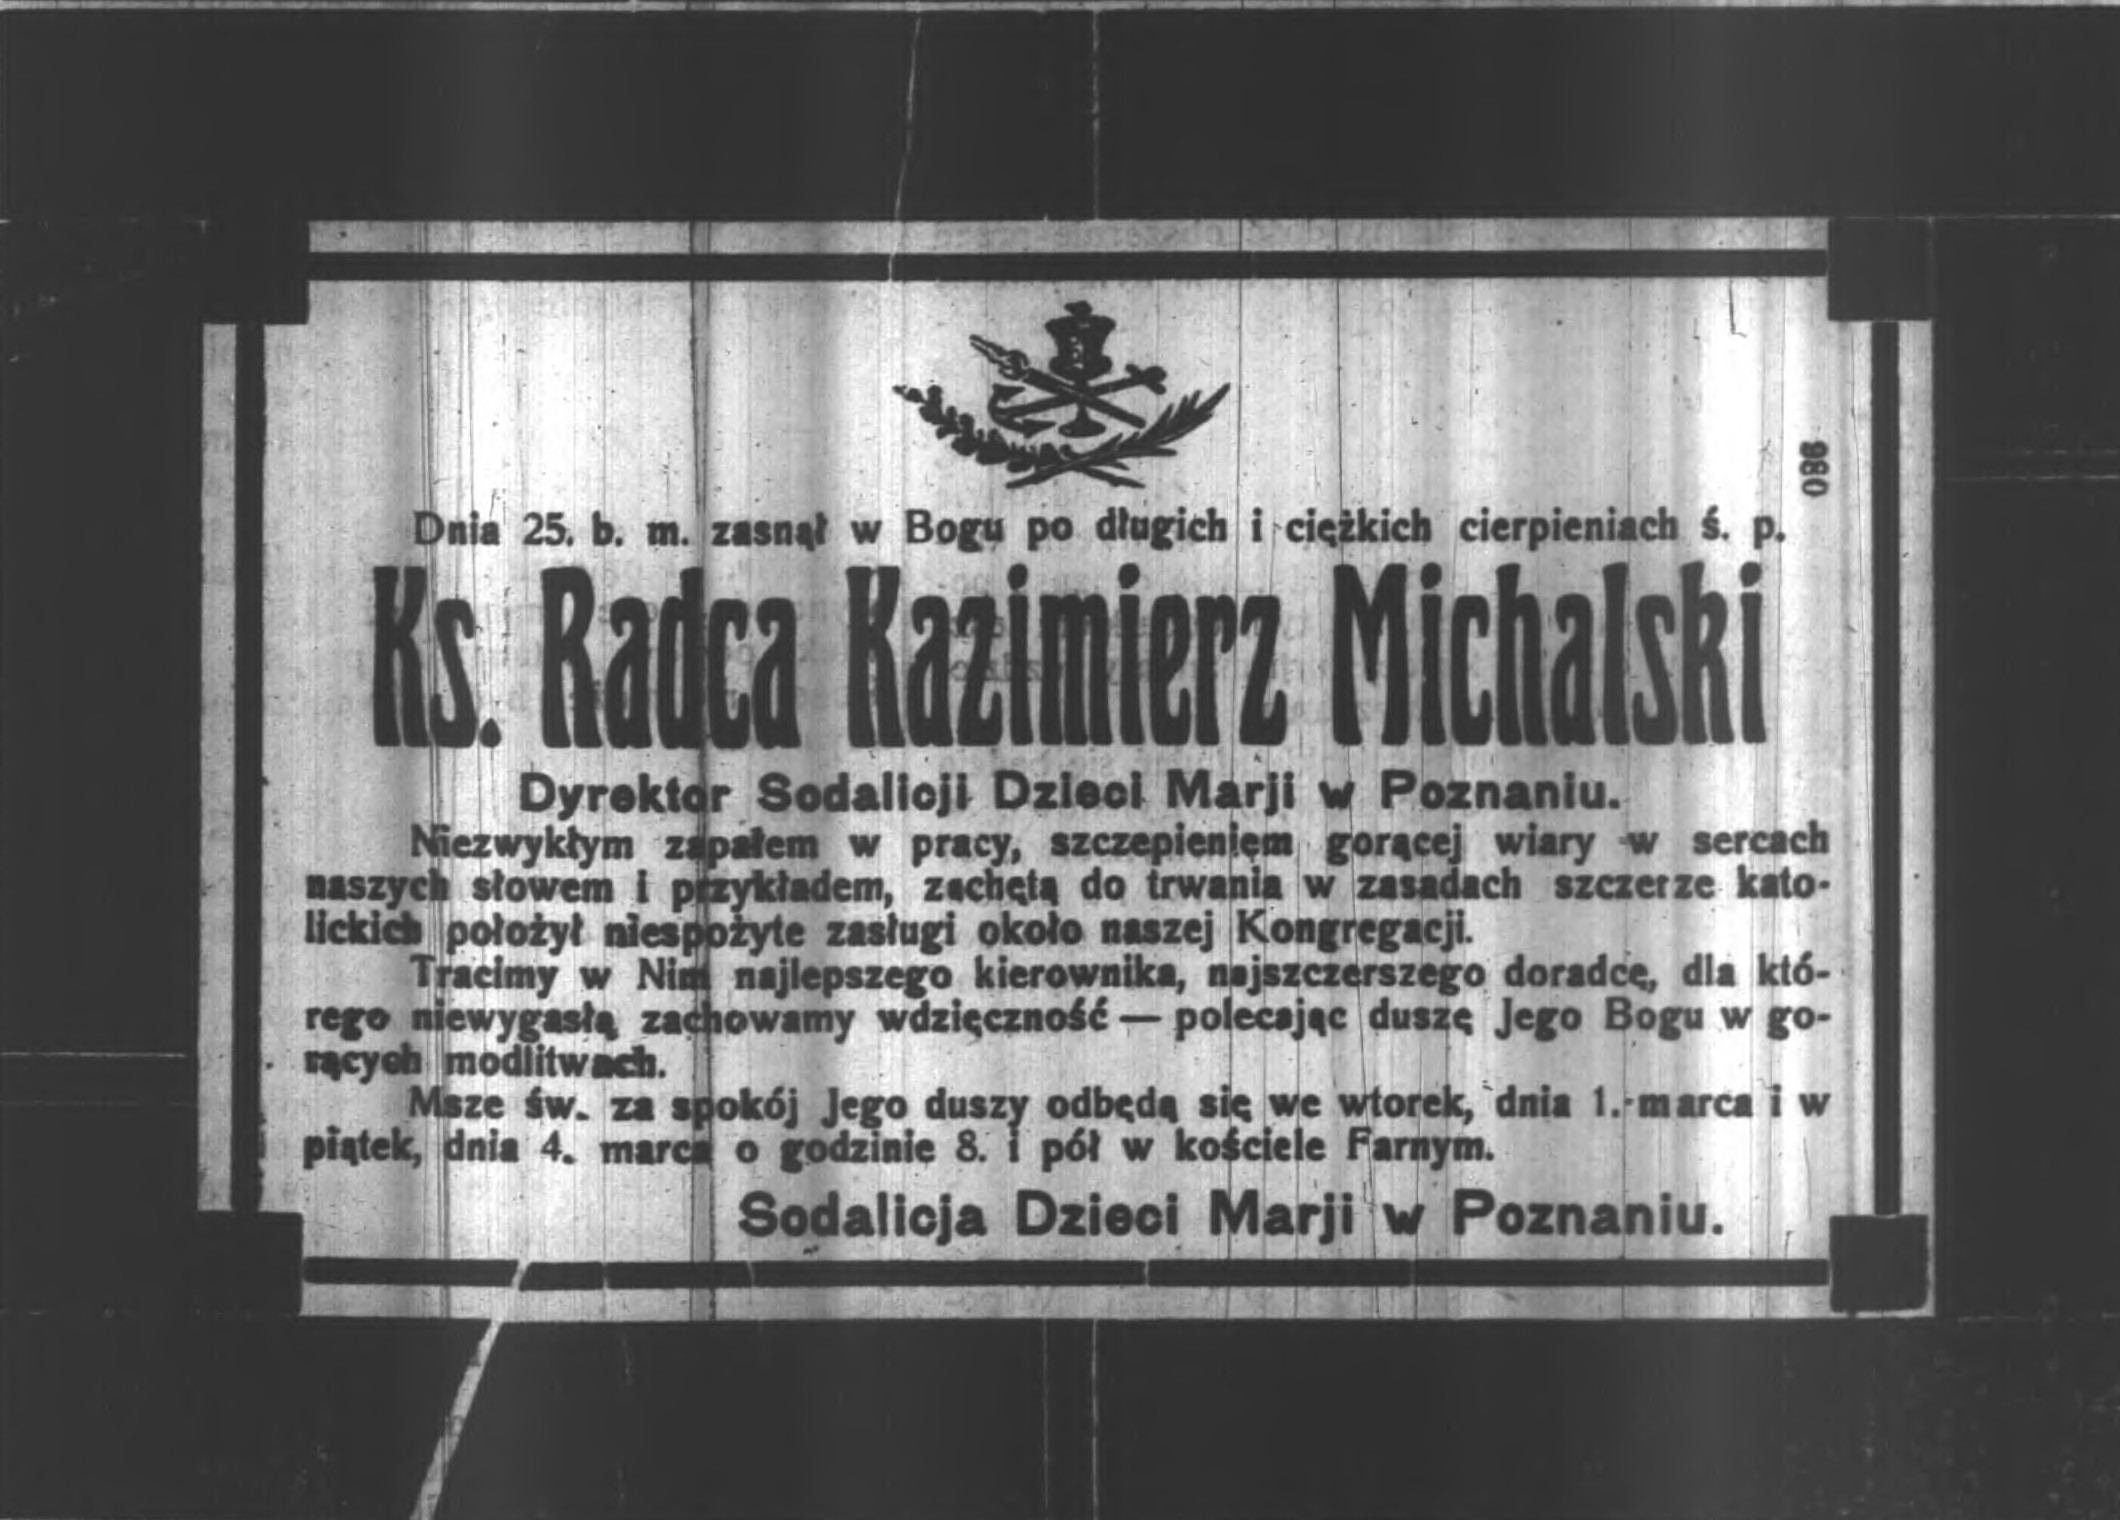 980
Dnia 25. b. m. zasnął w Bogu po długich i ciężkich cierpieniach ś. p.
Ks. Radca Kazimierz Michalski
Dyrektor Sodalicji Dzieci Marji w Poznaniu.
Niezwykłym zapałem w pracy, szczepieniem gorącej wiary w sercach
naszych słowem i przykładem, zachętą do trwania w zasadach szczerze kato-
lickich położył niespożyte zasługi około naszej Kongregacji.
Tracimy w Nim najlepszego kierownika, najszczerszego doradcę, dla któ-
rego niewygasłą zachowamy wdzięczność — polecając duszę Jego Bogu w go-
rących modlitwach.
Msze św. za spokój Jego duszy odbędą się we wtorek, dnia 1. marca i w
piątek, dnia 4. marca o godzinie 8. i pół w kościele Farnym.
Sodalicja Dzieci Marji w Poznaniu.